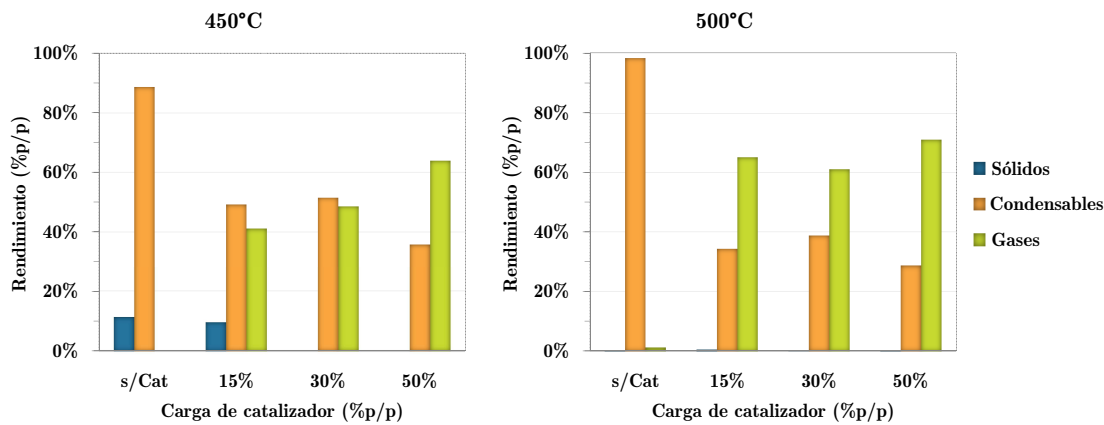 450°C
100%
80%
60%
40%
20%
0%
Rendimiento (%p/p)
s/Cat 15% 30% 50%
Carga de catalizador (%p/p)
500°C
100%
80%
60%
40%
20%
0%
Rendimiento (%p/p)
s/Cat 15% 30% 50%
Carga de catalizador (%p/p)
Sólidos
Condensables
Gases